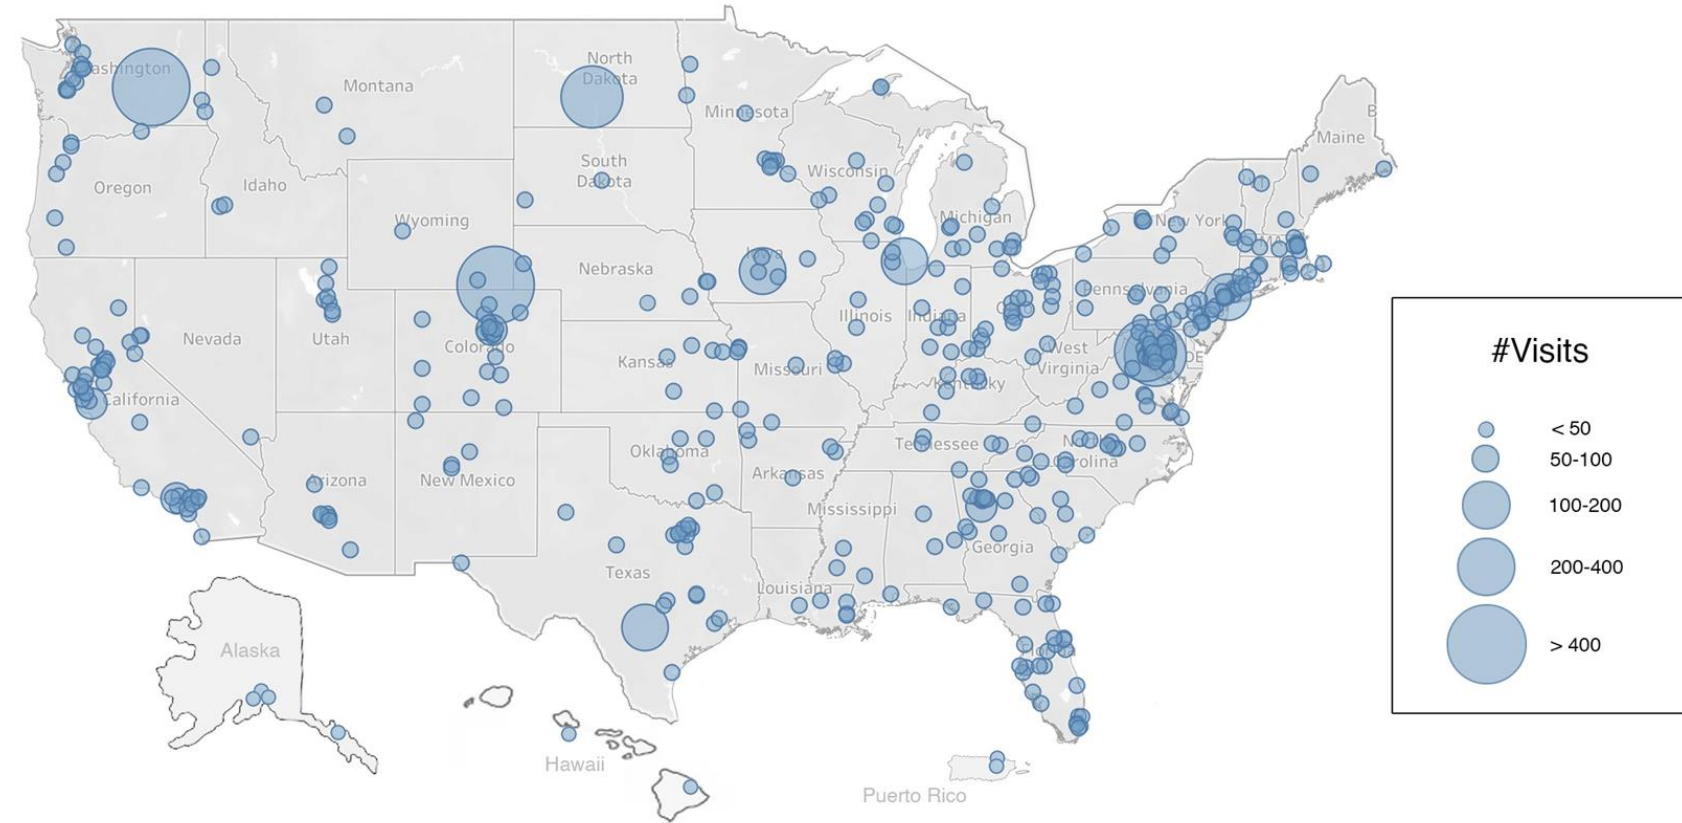 Washington
Montana
North
Dakota
Minnesota
B
Maine
Oregon
Idaho
South
Dakota
Wisconsin
Wyoming
Michigan
New York
MA
Iowa
Nebraska
Pennsylvania
Nevada
Utah
Colorado
Illinois
Indiana
Kansas
Missouri
West
Virginia
DE
California
Kentucky
Oklahoma
Tennessee
North
Carolina
Arizona
New Mexico
Arkansas
Mississippi
Georgia
Texas
Louisiana
Florida
Alaska
Hawaii
Puerto Rico
#Visits
< 50
50-100
100-200
200-400
> 400